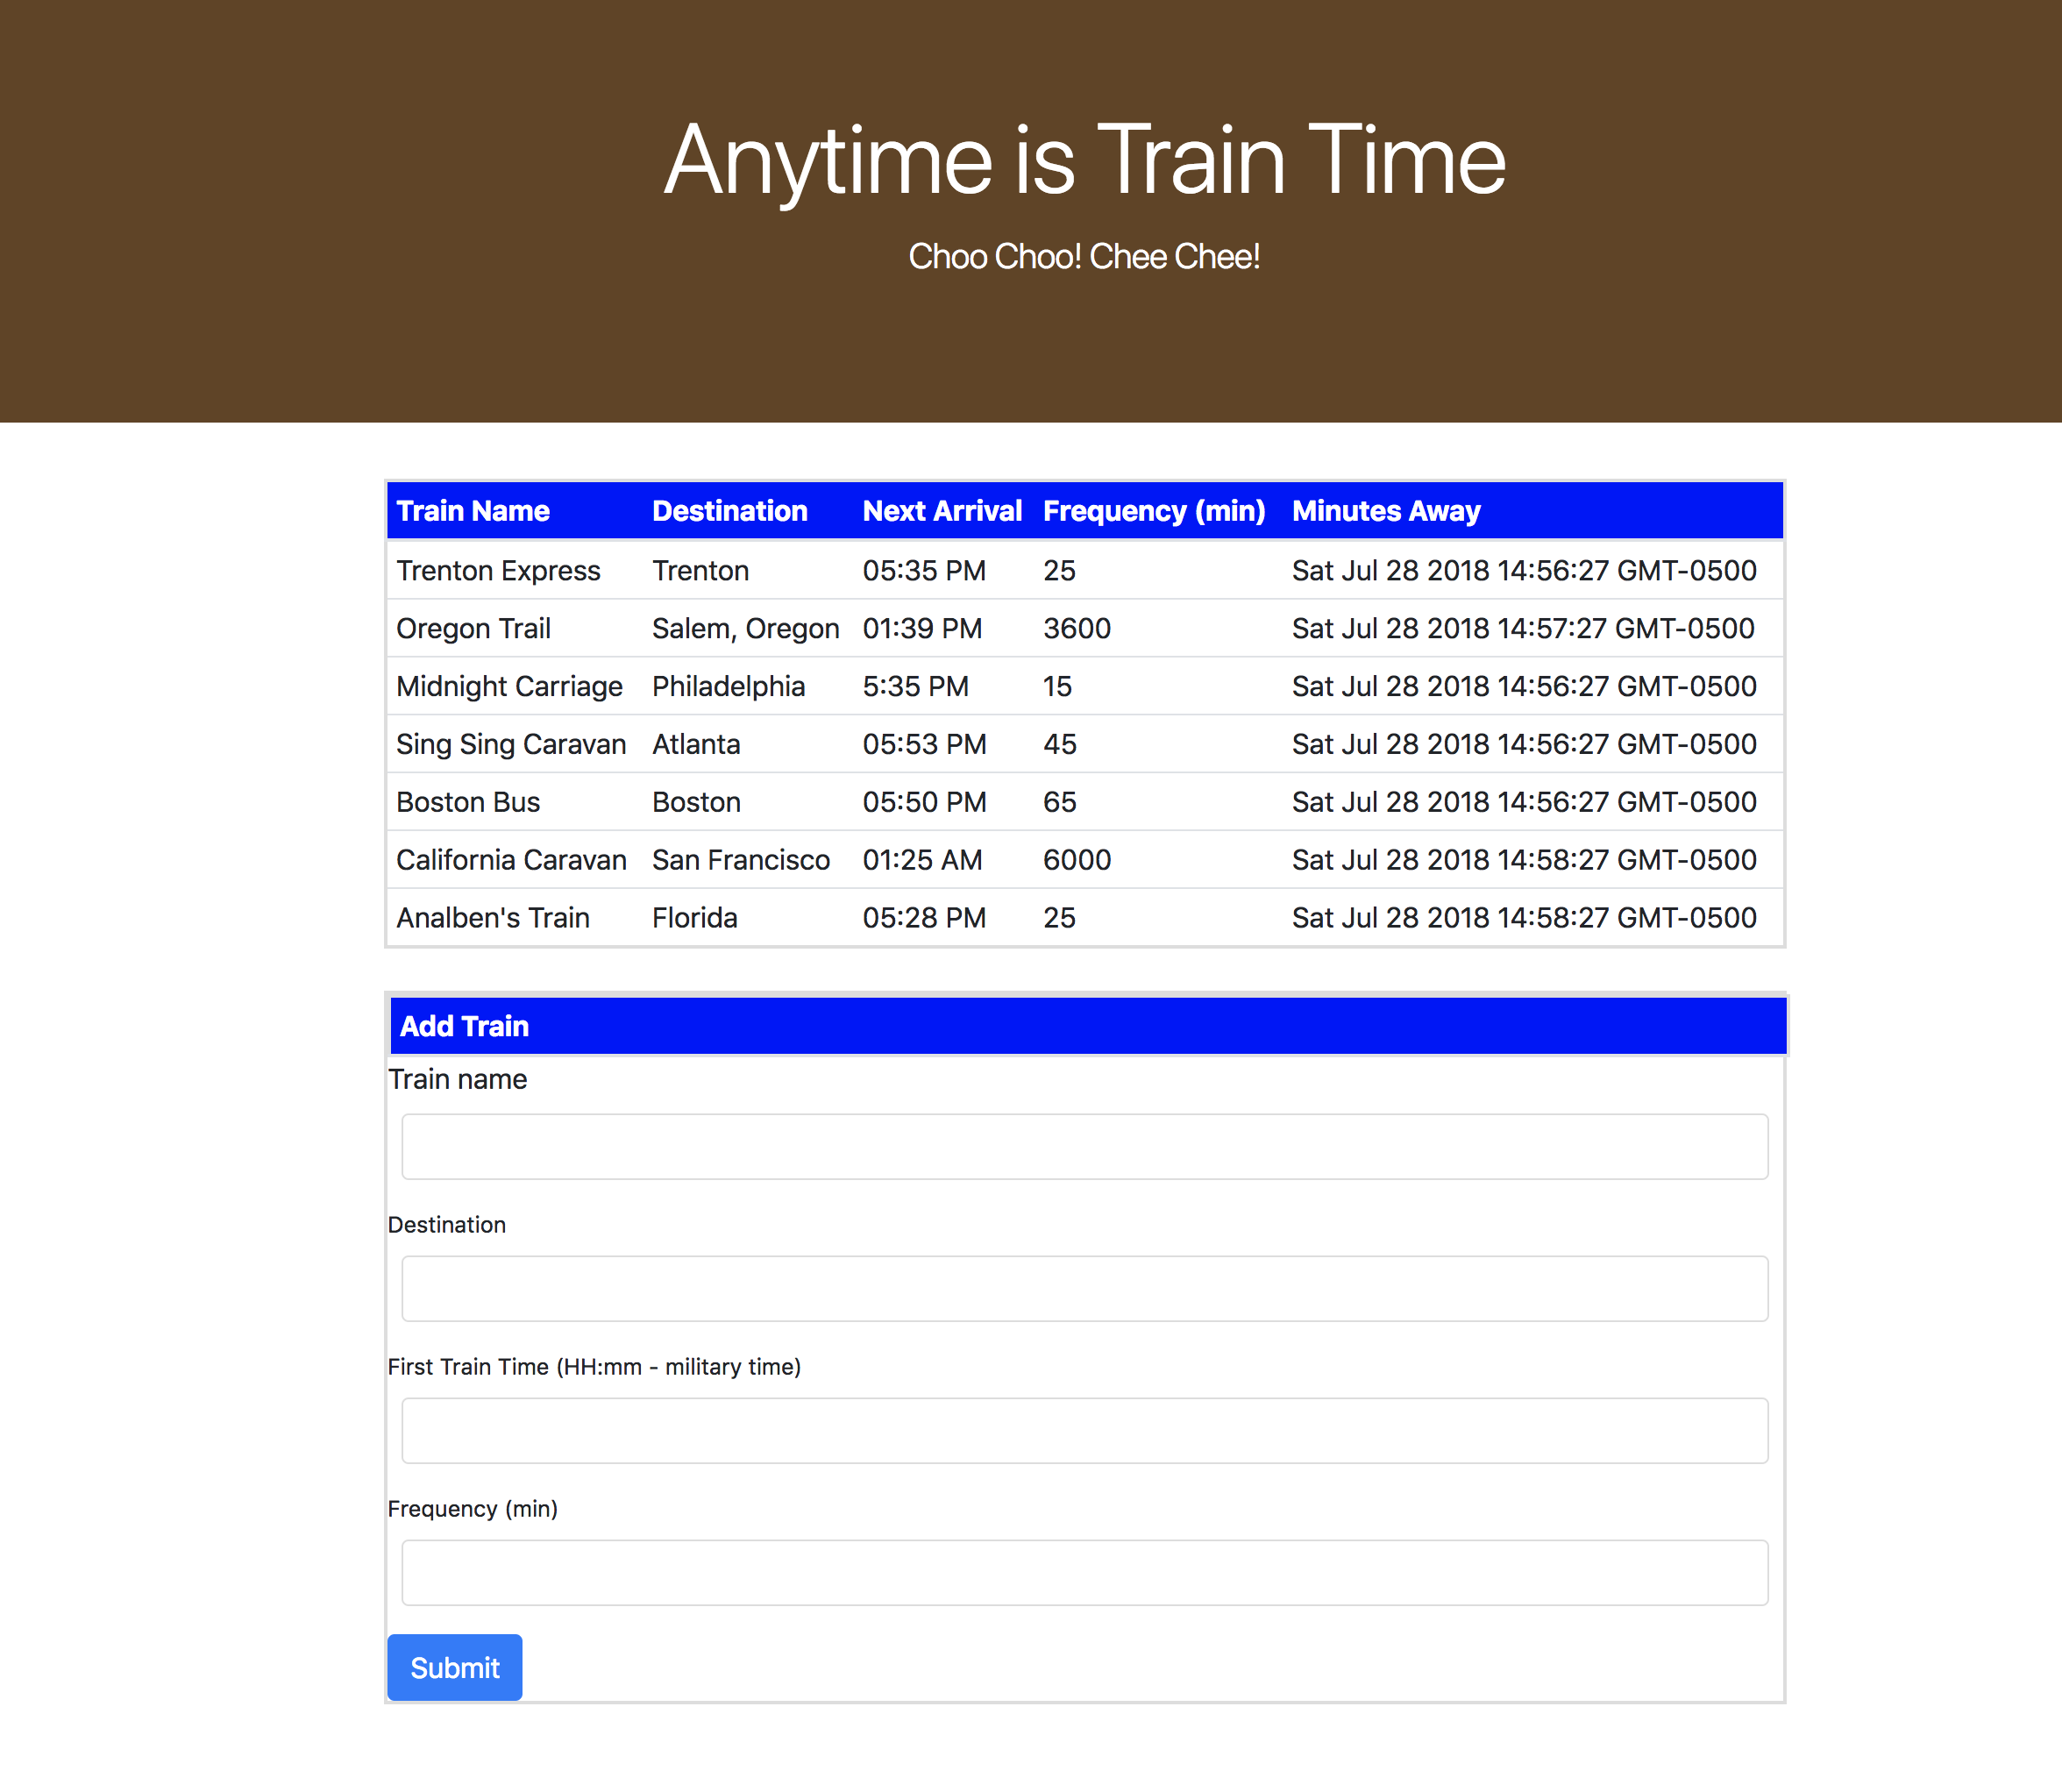 Anytime is Train Time
Choo Choo! Chee Chee!
Train Name Destination Next Arrival Frequency (min) Minutes Away
Trenton Express Trenton 05:35 PM 25 Sat Jul 28 2018 14:56:27 GMT-0500
Oregon Trail Salem, Oregon 01:39 PM 3600 Sat Jul 28 2018 14:57:27 GMT-0500
Midnight Carriage Philadelphia 5:35 PM 15 Sat Jul 28 2018 14:56:27 GMT-0500
Sing Sing Caravan Atlanta 05:53 PM 45 Sat Jul 28 2018 14:56:27 GMT-0500
Boston Bus Boston 05:50 PM 65 Sat Jul 28 2018 14:56:27 GMT-0500
California Caravan San Francisco 01:25 AM 6000 Sat Jul 28 2018 14:58:27 GMT-0500
Analben's Train Florida 05:28 PM 25 Sat Jul 28 2018 14:58:27 GMT-0500
Add Train
Train name
Destination
First Train Time (HH:mm - military time)
Frequency (min)
Submit